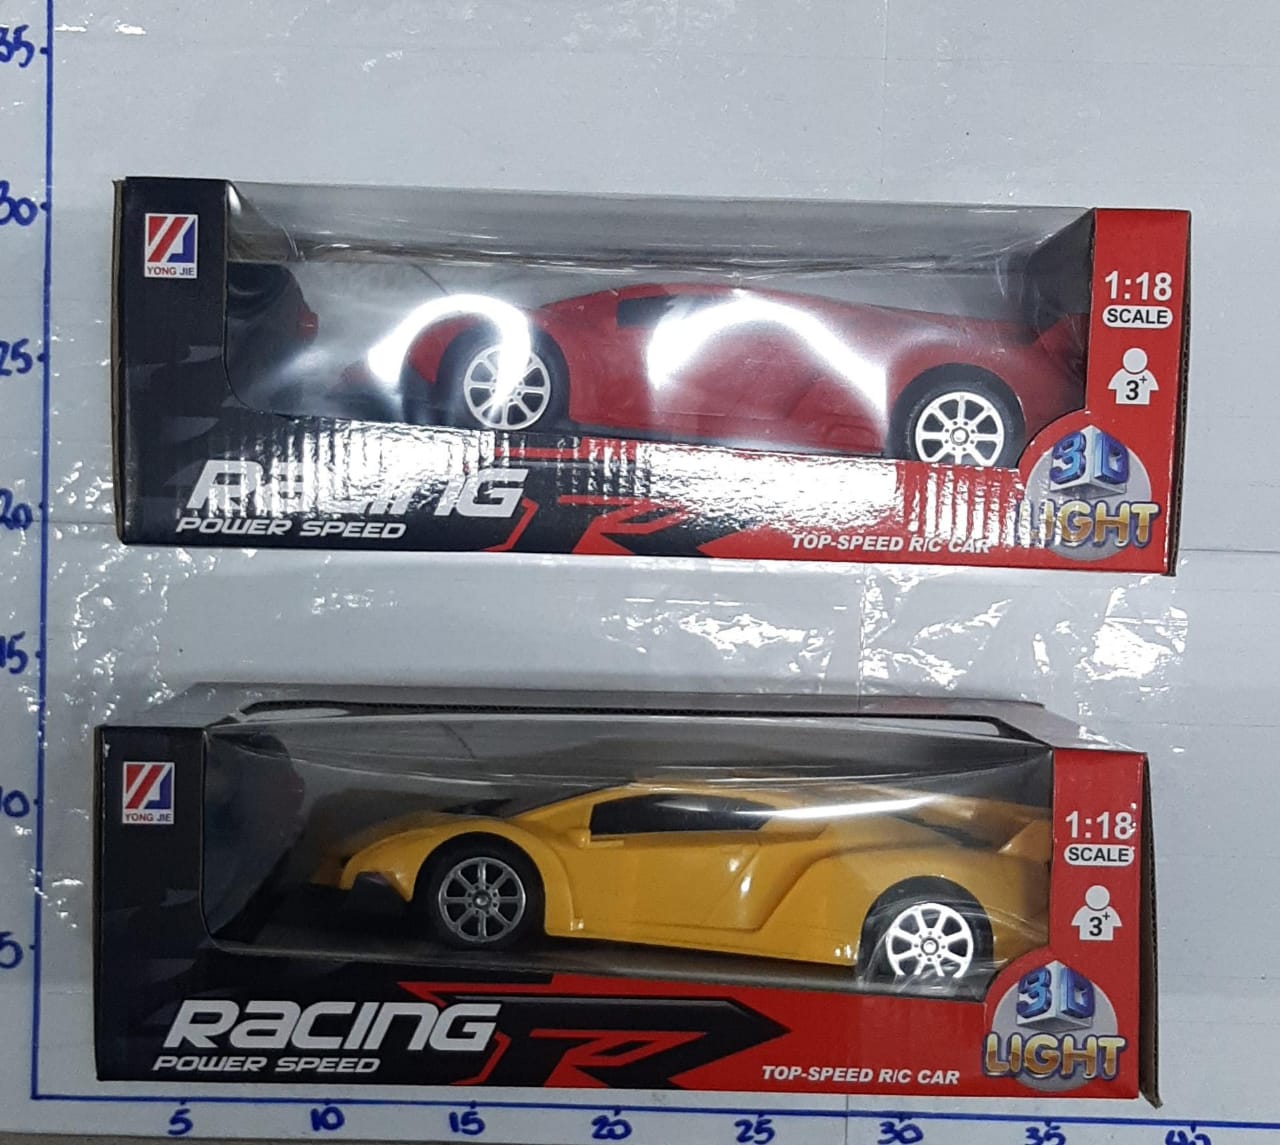 35
30
YONG JIE
1:18
SCALE
25
3+
3D
LIGHT
RACING
POWER SPEED
R
TOP-SPEED R/C CAR
20
15
YONG JIE
10
1:18
SCALE
3+
5
3D
LIGHT
RACING
POWER SPEED
R
TOP-SPEED R/C CAR
5 10 15 20 25 30 35 40